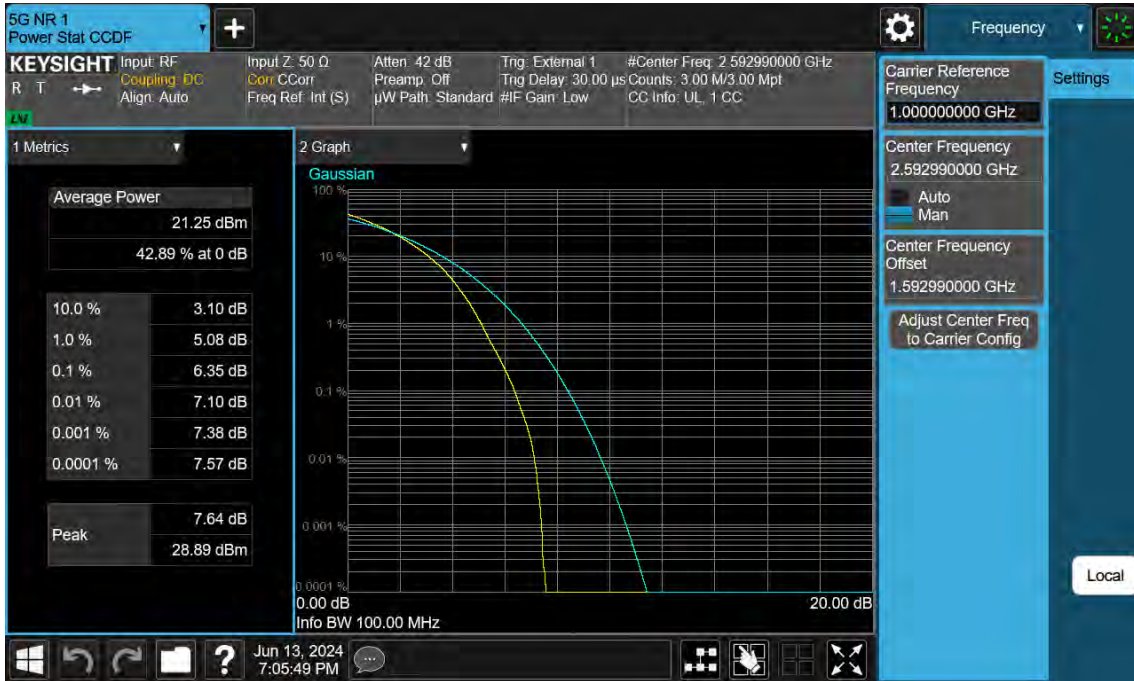 5G NR 1
Power Stat CCDF
Frequency
KEYSIGHT
R T
LNI
Input: RF
Coupling: DC
Align: Auto
Input Z: 50 Ω
Corr CCorr
Freq Ref: Int (S)
Atten: 42 dB
Preamp: Off
µW Path: Standard
Trig: External 1
Trig Delay: 30.00 µs
#IF Gain: Low
#Center Freq: 2.592990000 GHz
Counts: 3.00 M/3.00 Mpt
CC Info: UL, 1 CC
1 Metrics
Average Power
21.25 dBm
42.89 % at 0 dB
10.0 % 3.10 dB
1.0 % 5.08 dB
0.1 % 6.35 dB
0.01 % 7.10 dB
0.001 % 7.38 dB
0.0001 % 7.57 dB
Peak
7.64 dB
28.89 dBm
2 Graph
Gaussian
100 %
10 %
1 %
0.1 %
0.01 %
0.001 %
0.0001 %
0.00 dB 20.00 dB
Info BW 100.00 MHz
Carrier Reference
Frequency
1.000000000 GHz
Center Frequency
2.592990000 GHz
Auto
Man
Center Frequency
Offset
1.592990000 GHz
Adjust Center Freq
to Carrier Config
Settings
Local
?
Jun 13, 2024
7:05:49 PM